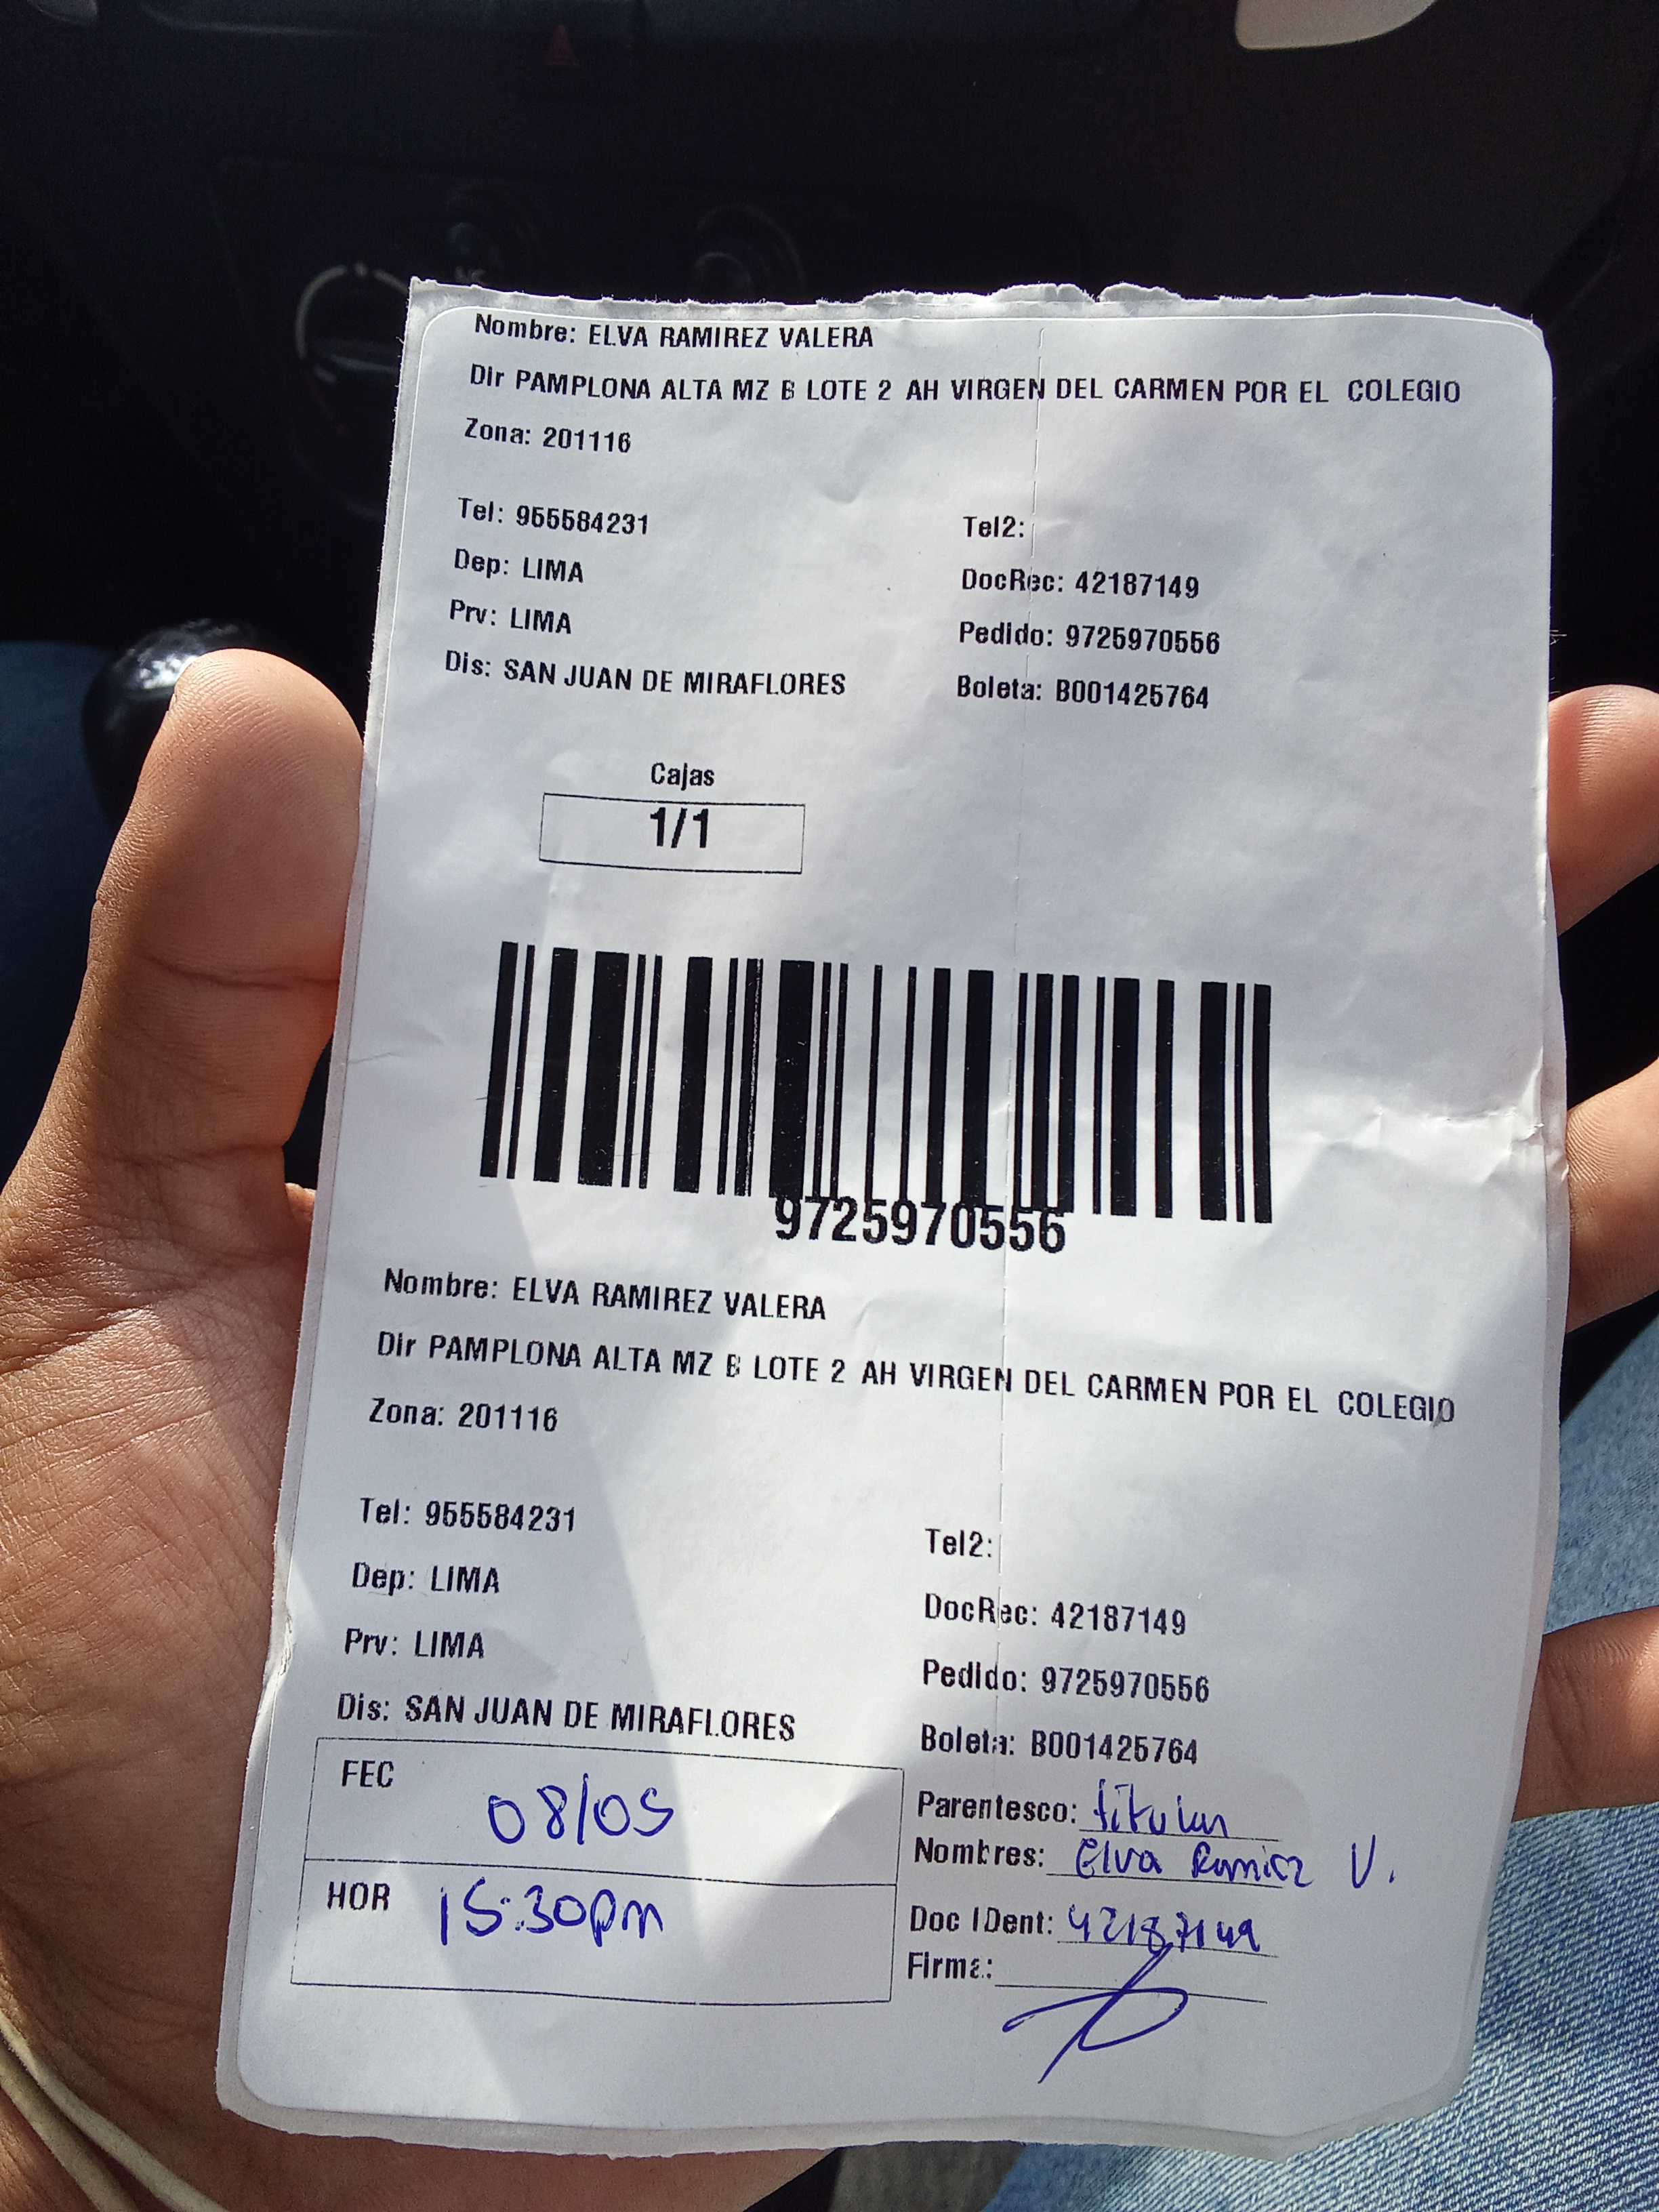 Nombre: ELVA RAMIREZ VALERA
Dir PAMPLONA ALTA MZ B LOTE 2 AH VIRGEN DEL CARMEN POR EL COLEGIO
Zona: 201116
Tel: 955584231
Tel2:
Dep: LIMA
DocRec: 42187149
Prv: LIMA
Pedido: 9725970556
Dis: SAN JUAN DE MIRAFLORES
Boleta: B001425764
Cajas
1/1
9725970556
Nombre: ELVA RAMIREZ VALERA
Dir PAMPLONA ALTA MZ B LOTE 2 AH VIRGEN DEL CARMEN POR EL COLEGIO
Zona: 201116
Tel: 955584231
Tel2:
Dep: LIMA
DocRec: 42187149
Prv: LIMA
Pedido: 9725970556
Dis: SAN JUAN DE MIRAFLORES
Boleta: B001425764
FEC 08/05
Parentesco: titular
Nombres: Elva Ramirez V.
HOR 15:30pm
Doc IDent: 42187149
Firma: